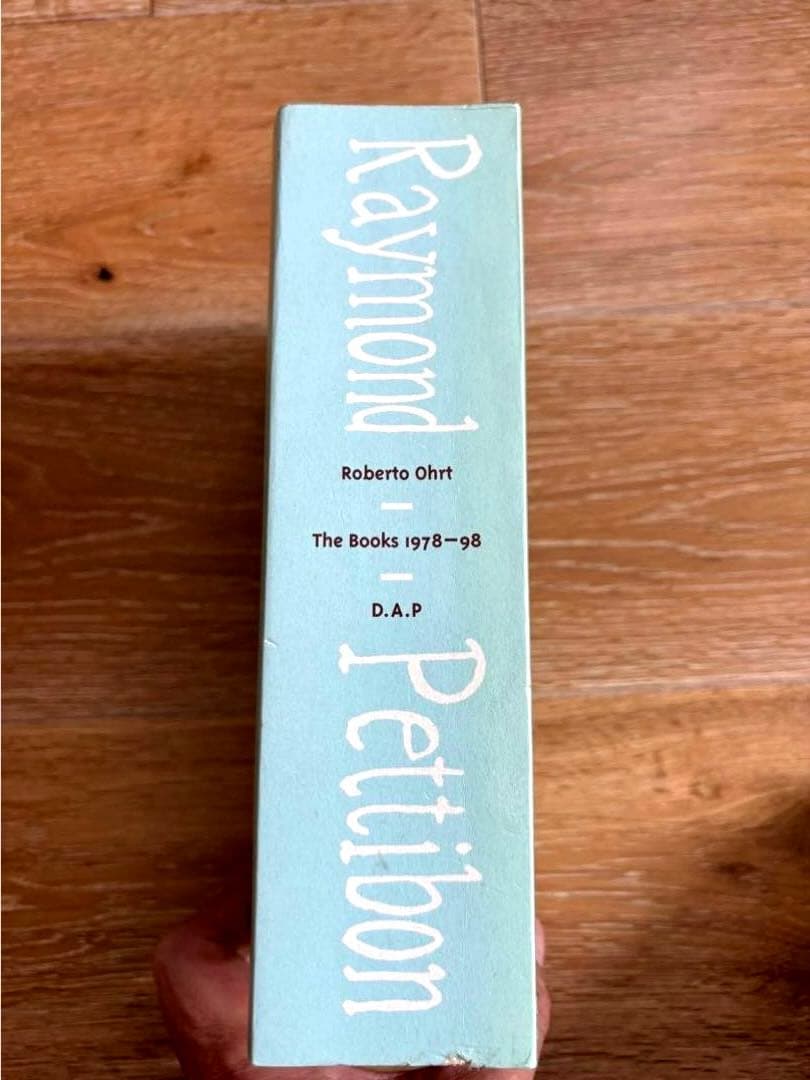 Raymond
Roberto Ohrt
The Books 1978—98
D.A.P
Pettibon